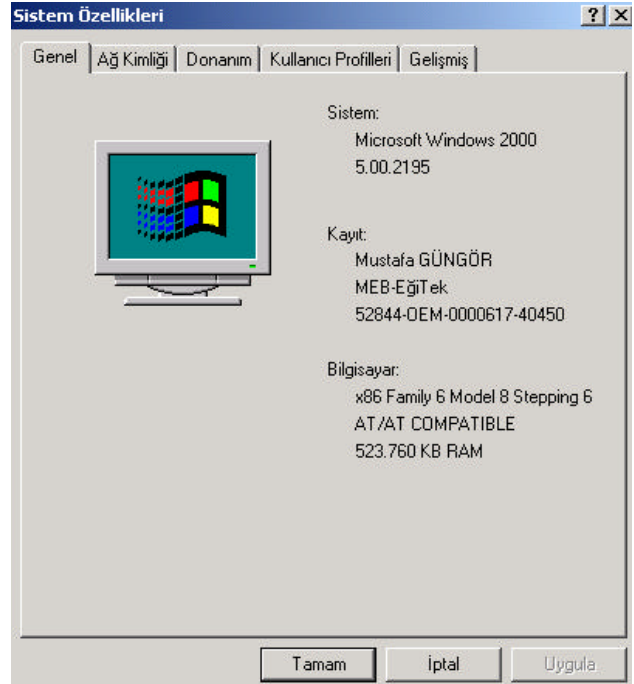 Sistem Özellikleri
Genel Ağ Kimliği Donanım Kullanıcı Profilleri Gelişmiş
Sistem:
Microsoft Windows 2000
5.00.2195
Kayıt:
Mustafa GÜNGÖR
MEB-EğiTek
52844-OEM-0000617-40450
Bilgisayar:
x86 Family 6 Model 8 Stepping 6
AT/AT COMPATIBLE
523.760 KB RAM
Tamam İptal Uygula